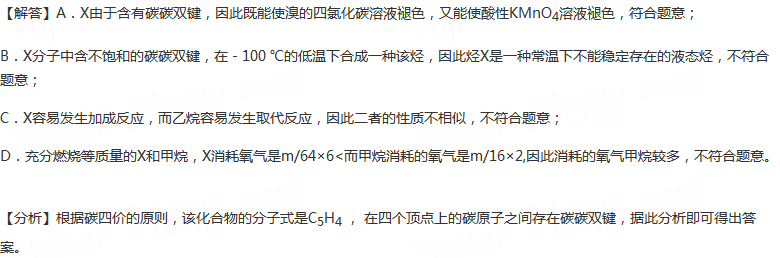 【解答】A．X由于含有碳碳双键，因此既能使溴的四氯化碳溶液褪色，又能使酸性KMnO₄溶液褪色，符合题意；
B．X分子中含不饱和的碳碳双键，在﹣100 ℃的低温下合成一种该烃，因此烃X是一种常温下不能稳定存在的液态烃，不符合
题意；
C．X容易发生加成反应，而乙烷容易发生取代反应，因此二者的性质不相似，不符合题意；
D．充分燃烧等质量的X和甲烷，X消耗氧气是m/64×6<而甲烷消耗的氧气是m/16×2,因此消耗的氧气甲烷较多，不符合题意。
【分析】根据碳四价的原则，该化合物的分子式是C₅H₄ ，在四个顶点上的碳原子之间存在碳碳双键，据此分析即可得出答
案。